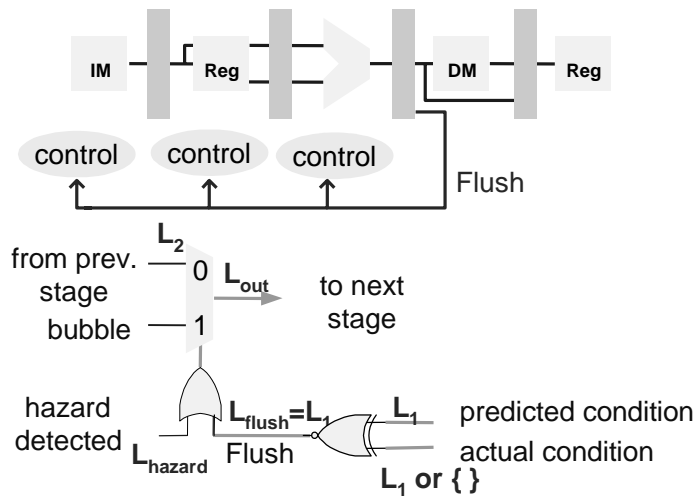 IM
Reg
DM
Reg
control
control
control
Flush
L2
from prev.
stage
0
Lout
to next
stage
bubble
1
hazard
detected
Lhazard
Lflush=L1
Flush
L1
predicted condition
actual condition
L1 or { }